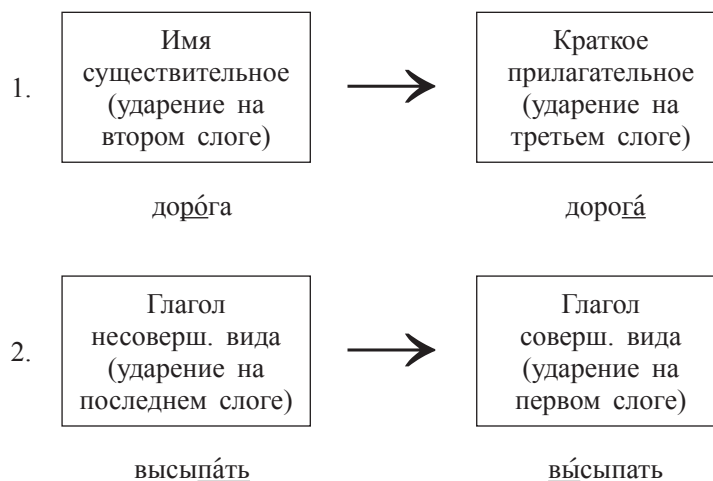 1.
Имя
существительное
(ударение на
втором слоге)
Краткое
прилагательное
(ударение на
третьем слоге)
доро́га
дорога́
2.
Глагол
несоверш. вида
(ударение на
последнем слоге)
Глагол
соверш. вида
(ударение на
первом слоге)
высыпа́ть
вы́сыпать